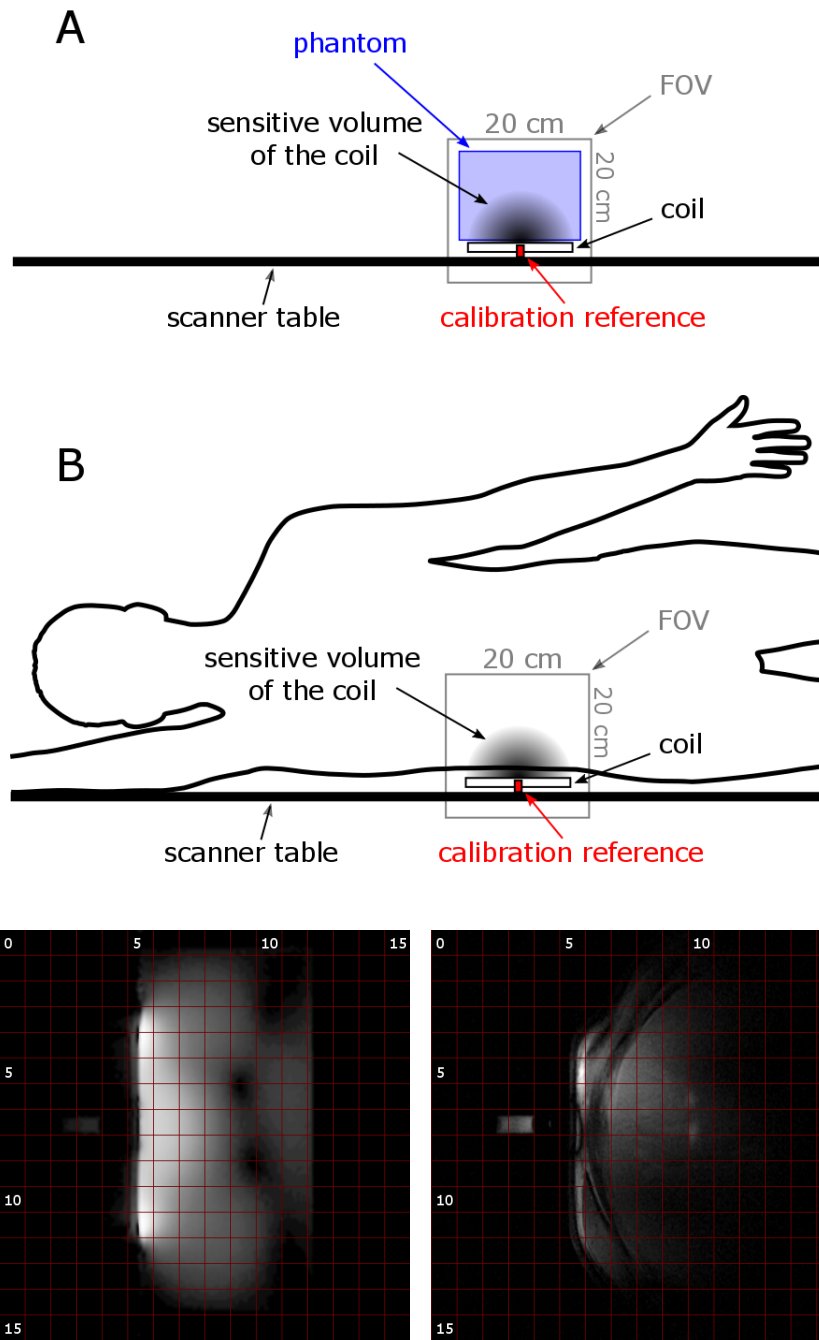 A
phantom
FOV
sensitive volume
of the coil
20 cm
20 cm
coil
scanner table
calibration reference
B
FOV
sensitive volume
of the coil
20 cm
20 cm
coil
scanner table
calibration reference
0 5 10 15
5
10
15
0 5 10
5
10
15